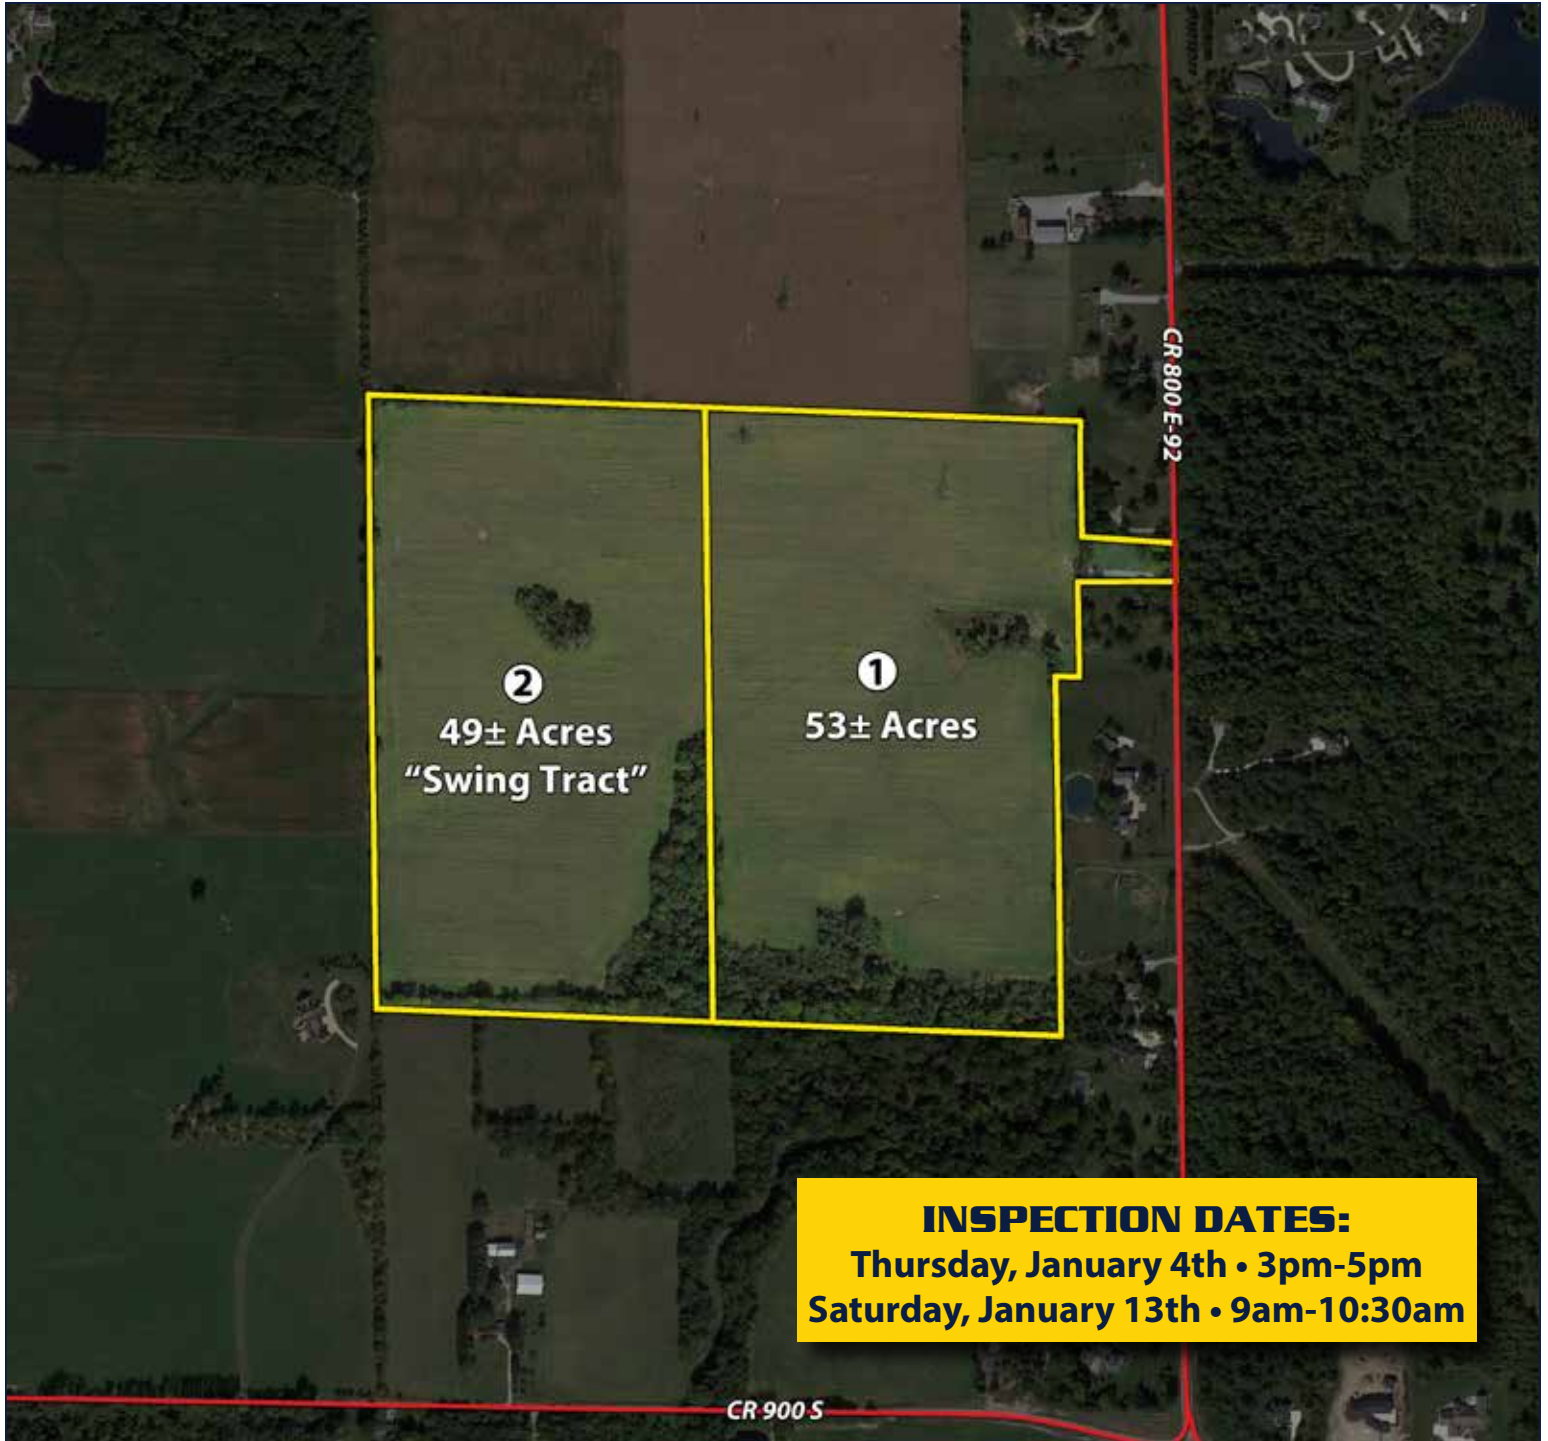 CR 800 E-92
2
49± Acres
“Swing Tract”
1
53± Acres
INSPECTION DATES:
Thursday, January 4th • 3pm-5pm
Saturday, January 13th • 9am-10:30am
CR 900 S